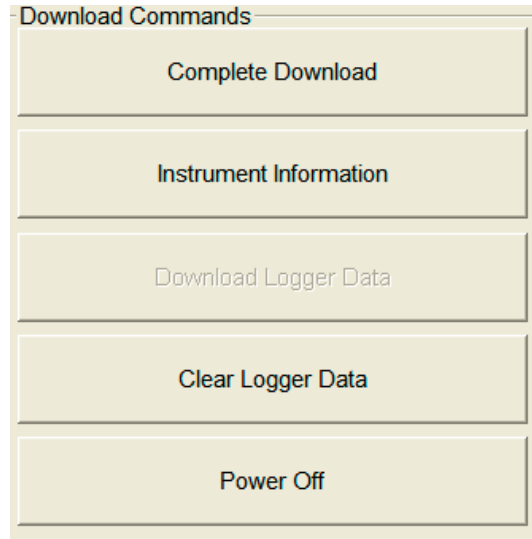 Download Commands
Complete Download
Instrument Information
Download Logger Data
Clear Logger Data
Power Off